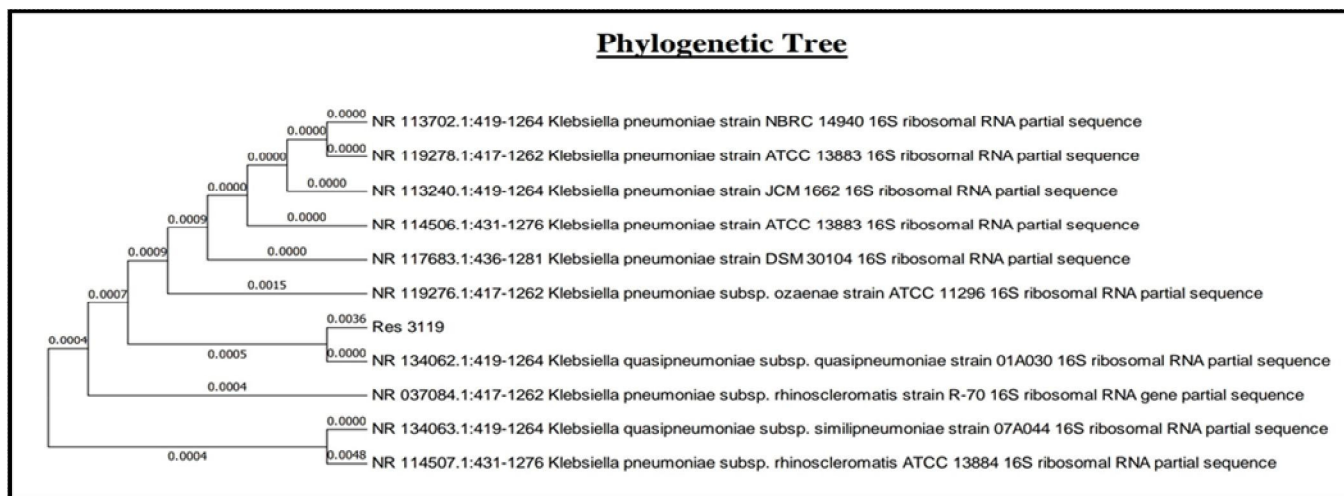 Phylogenetic Tree
0.0000
NR 113702.1:419-1264 Klebsiella pneumoniae strain NBRC 14940 16S ribosomal RNA partial sequence
0.0000
0.0000
NR 119278.1:417-1262 Klebsiella pneumoniae strain ATCC 13883 16S ribosomal RNA partial sequence
0.0000
0.0000
NR 113240.1:419-1264 Klebsiella pneumoniae strain JCM 1662 16S ribosomal RNA partial sequence
0.0000
0.0000
NR 114506.1:431-1276 Klebsiella pneumoniae strain ATCC 13883 16S ribosomal RNA partial sequence
0.0009
0.0000
NR 117683.1:436-1281 Klebsiella pneumoniae strain DSM 30104 16S ribosomal RNA partial sequence
0.0009
0.0015
NR 119276.1:417-1262 Klebsiella pneumoniae subsp. ozaenae strain ATCC 11296 16S ribosomal RNA partial sequence
0.0007
0.0036
Res 3119
0.0005
0.0000
NR 134062.1:419-1264 Klebsiella quasipneumoniae subsp. quasipneumoniae strain 01A030 16S ribosomal RNA partial sequence
0.0004
0.0004
NR 037084.1:417-1262 Klebsiella pneumoniae subsp. rhinoscleromatis strain R-70 16S ribosomal RNA gene partial sequence
0.0000
NR 134063.1:419-1264 Klebsiella quasipneumoniae subsp. similipneumoniae strain 07A044 16S ribosomal RNA partial sequence
0.0004
0.0048
NR 114507.1:431-1276 Klebsiella pneumoniae subsp. rhinoscleromatis ATCC 13884 16S ribosomal RNA partial sequence